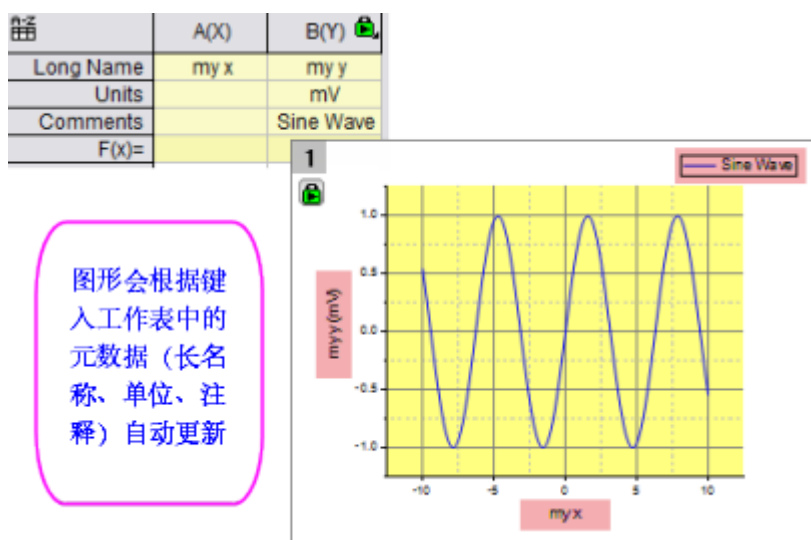 A(X) B(Y)
Long Name my x my y
Units mV
Comments Sine Wave
F(x)=
1
Sine Wave
1.0
0.5
0.0
-0.5
-1.0
my y (mV)
-10 -5 0 5 10
my x
图形会根据键
入工作表中的
元数据（长名
称、单位、注
释）自动更新